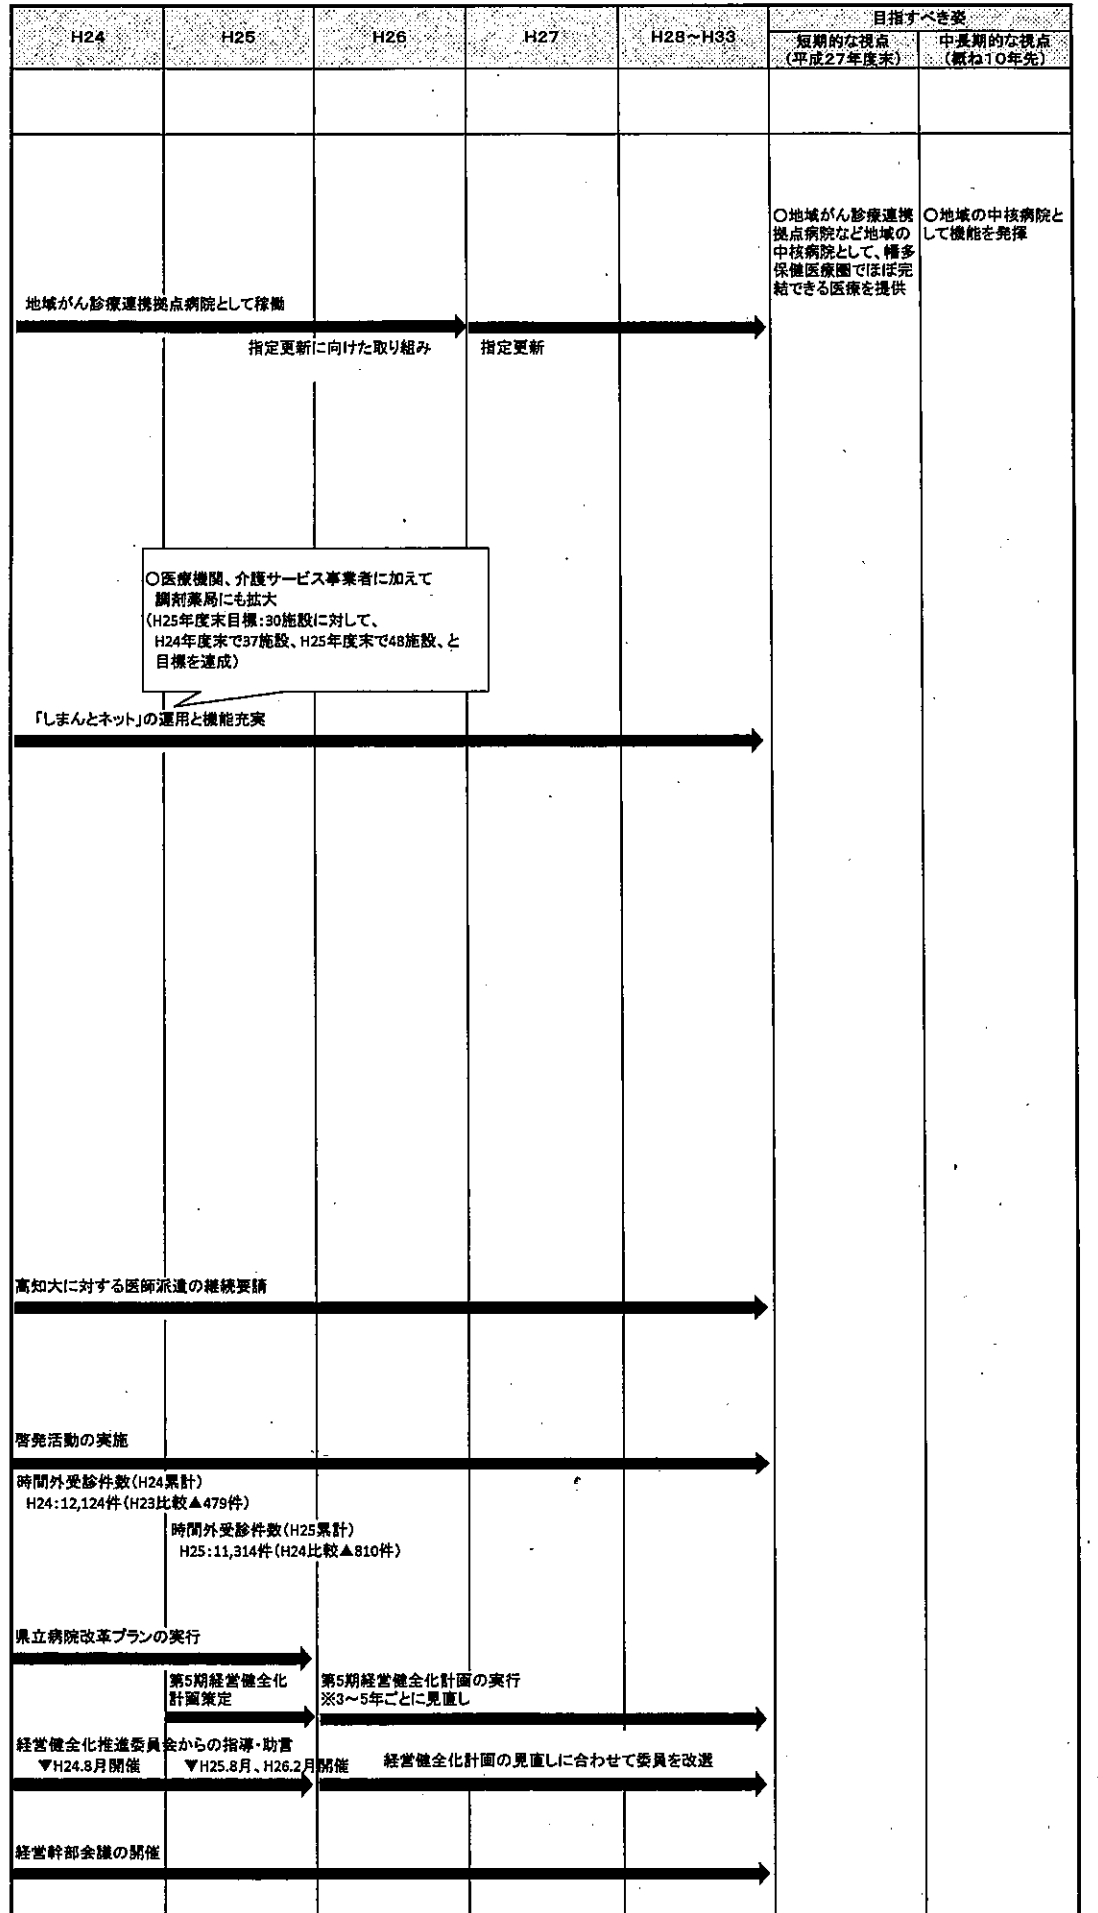 H24
H25
H26
H27
H28～H33
目指すべき姿
短期的な視点
(平成27年度末)
中長期的な視点
(概ね10年先)
○地域がん診療連携
拠点病院など地域の
中核病院として、幡多
保健医療圏でほぼ完
結できる医療を提供
○地域の中核病院と
して機能を発揮
地域がん診療連携拠点病院として稼働
指定更新に向けた取り組み
指定更新
○医療機関、介護サービス事業者に加えて
調剤薬局にも拡大
(H25年度末目標:30施設に対して、
H24年度末で37施設、H25年度末で48施設、と
目標を達成)
「しまんとネット」の運用と機能充実
高知大に対する医師派遣の継続要請
啓発活動の実施
時間外受診件数(H24累計)
H24:12,124件(H23比較▲479件)
時間外受診件数(H25累計)
H25:11,314件(H24比較▲810件)
県立病院改革プランの実行
第5期経営健全化
計画策定
第5期経営健全化計画の実行
※3～5年ごとに見直し
経営健全化推進委員会からの指導・助言
▼H24.8月開催
▼H25.8月、H26.2月開催
経営健全化計画の見直しに合わせて委員を改選
経営幹部会議の開催